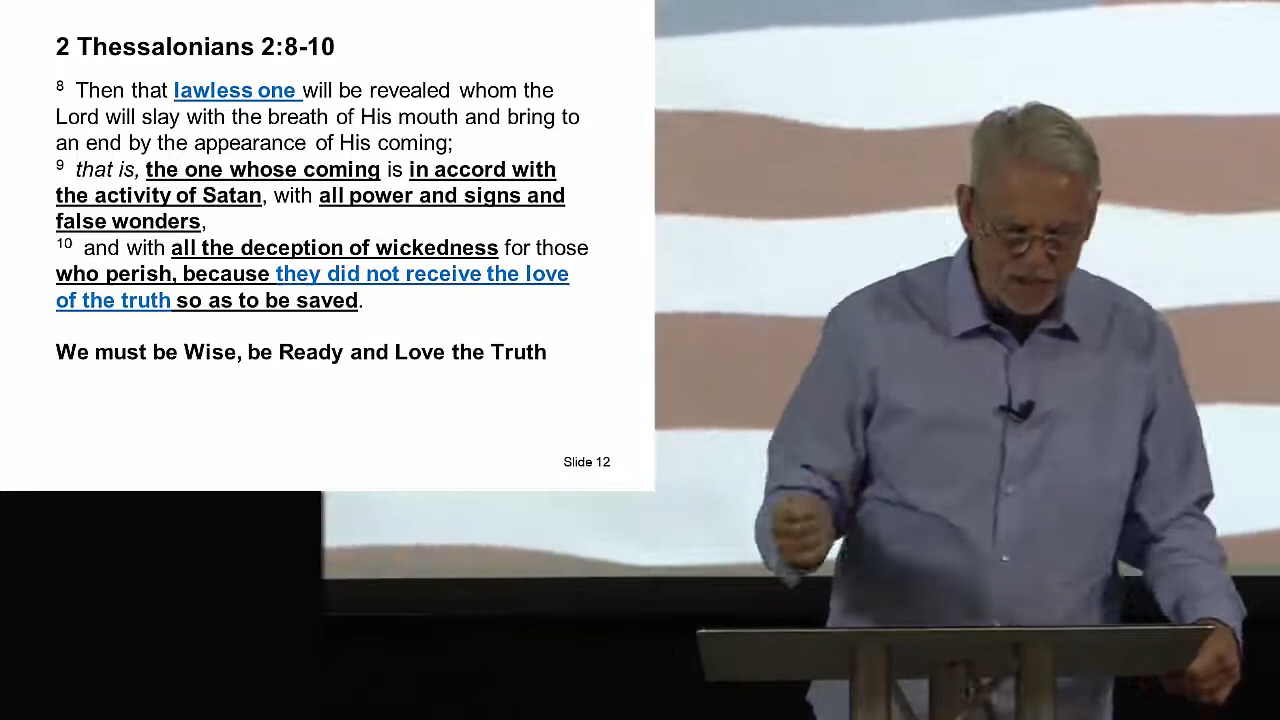 2 Thessalonians 2:8-10
8 Then that lawless one will be revealed whom the
Lord will slay with the breath of His mouth and bring to
an end by the appearance of His coming;
9 that is, the one whose coming is in accord with
the activity of Satan, with all power and signs and
false wonders,
10 and with all the deception of wickedness for those
who perish, because they did not receive the love
of the truth so as to be saved.
We must be Wise, be Ready and Love the Truth
Slide 12